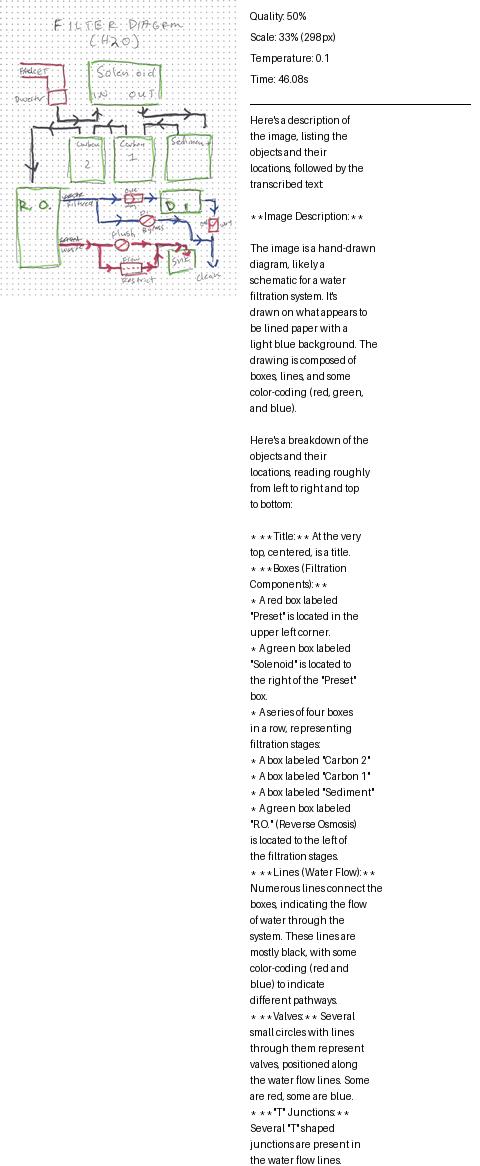 FILTER DIAGRAM
(H2O)
FAUCET
Solenoid
IN OUT
Carbon
2
Carbon
1
Sediment
R.O.
Filtered
D I
Bypass
Flush
Flow
Restrict
Sink
Clean
Quality: 50%
Scale: 33% (298px)
Temperature: 0.1
Time: 46.08s
Here's a description of
the image, listing the
objects and their
locations, followed by the
transcribed text:
**Image Description:**
The image is a hand-drawn
diagram, likely a
schematic for a water
filtration system. It's
drawn on what appears to
be lined paper with a
light blue background. The
drawing is composed of
boxes, lines, and some
color-coding (red, green,
and blue).
Here's a breakdown of the
objects and their
locations, reading roughly
from left to right and top
to bottom:
* **Title:** At the very
top, centered, is a title.
* **Boxes (Filtration
Components):**
* A red box labeled
"Preset" is located in the
upper left corner.
* A green box labeled
"Solenoid" is located to
the right of the "Preset"
box.
* A series of four boxes
in a row, representing
filtration stages:
* A box labeled "Carbon 2"
* A box labeled "Carbon 1"
* A box labeled "Sediment"
* A green box labeled
"R.O." (Reverse Osmosis)
is located to the left of
the filtration stages.
* **Lines (Water Flow):**
Numerous lines connect the
boxes, indicating the flow
of water through the
system. These lines are
mostly black, with some
color-coding (red and
blue) to indicate
different pathways.
* **Valves:** Several
small circles with lines
through them represent
valves, positioned along
the water flow lines. Some
are red, some are blue.
* **"T" Junctions:**
Several "T" shaped
junctions are present in
the water flow lines.